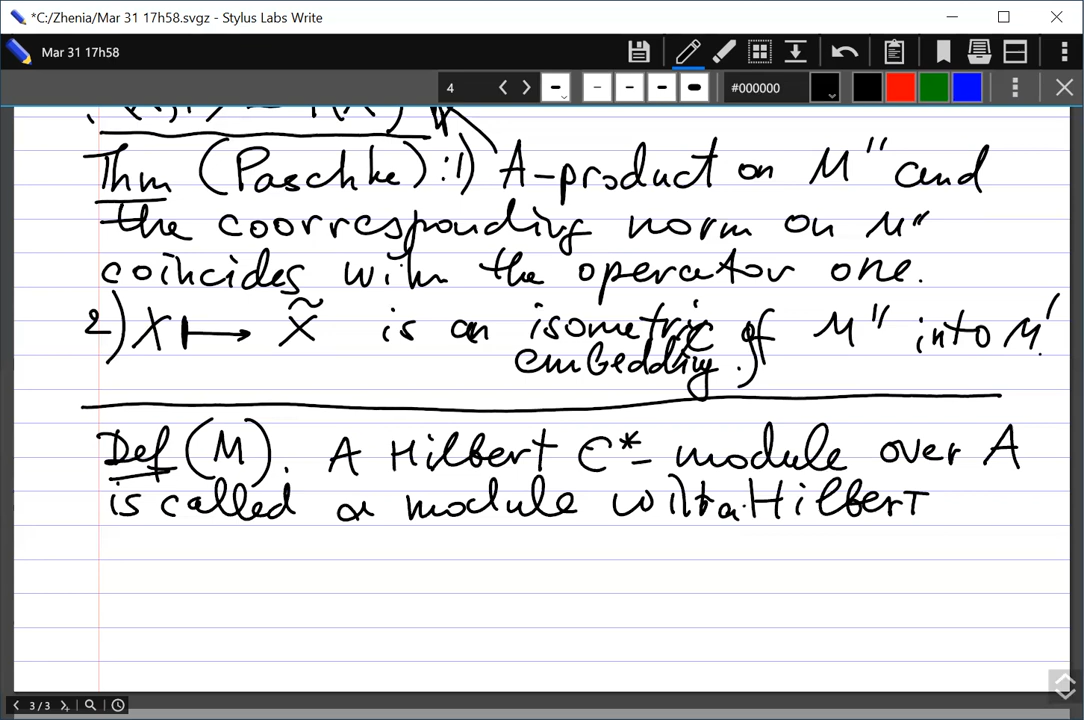 *C:/Zhenia/Mar 31 17h58.svgz - Stylus Labs Write
Mar 31 17h58
4
#000000
Thm (Paschke) : 1) A-product on M'' and
the coorresponding norm on M''
coincides with the operator one.
2) X ↦ X̃ is an isometric of M'' into M'.
embedding.
Def (M). A Hilbert C*-module over A
is called a module with a Hilbert
3/3